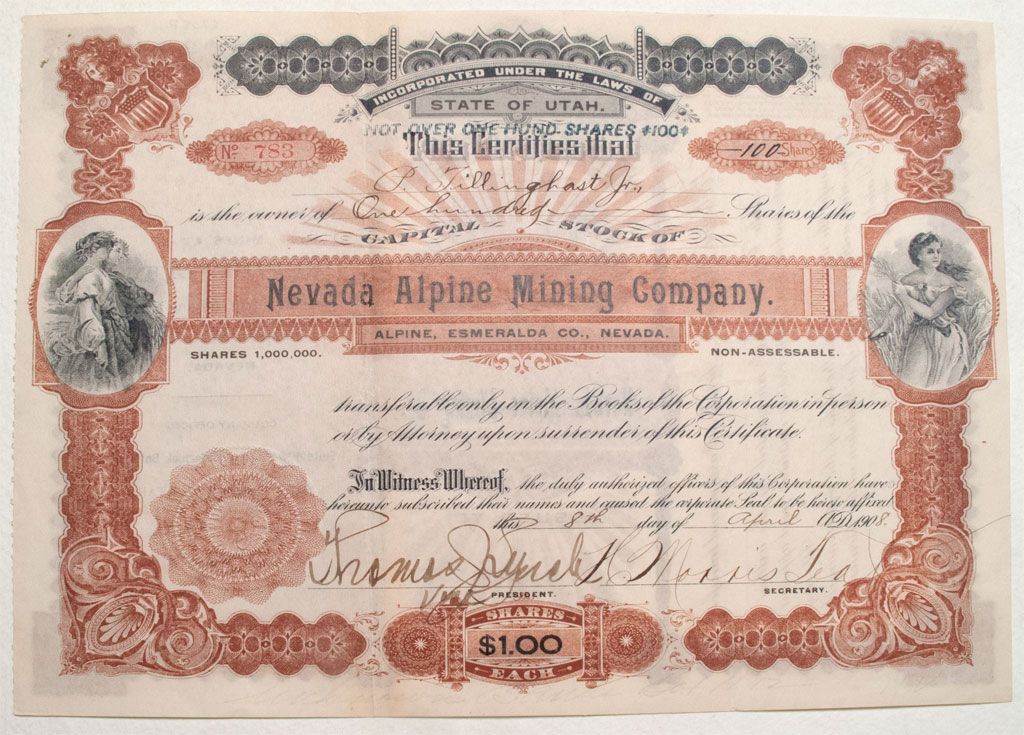 INCORPORATED UNDER THE LAWS OF
STATE OF UTAH.
NOT OVER ONE HUND. SHARES $100$
No. 783
This Certifies that
—100 Shares
P. Tillinghast Jr.,
is the owner of One hundred Shares of the
CAPITAL STOCK OF
Nevada Alpine Mining Company.
ALPINE, ESMERALDA CO., NEVADA.
SHARES 1,000,000.
NON-ASSESSABLE.
transferable only on the Books of the Corporation in person
or by Attorney upon surrender of this Certificate.
In Witness Whereof, the duly authorized officers of this Corporation have
hereunto subscribed their names and caused the corporate Seal to be hereto affixed
this 8th day of April A.D. 1908.
Thomas Lynch
Vice PRESIDENT.
SECRETARY.
SHARES
$1.00
EACH